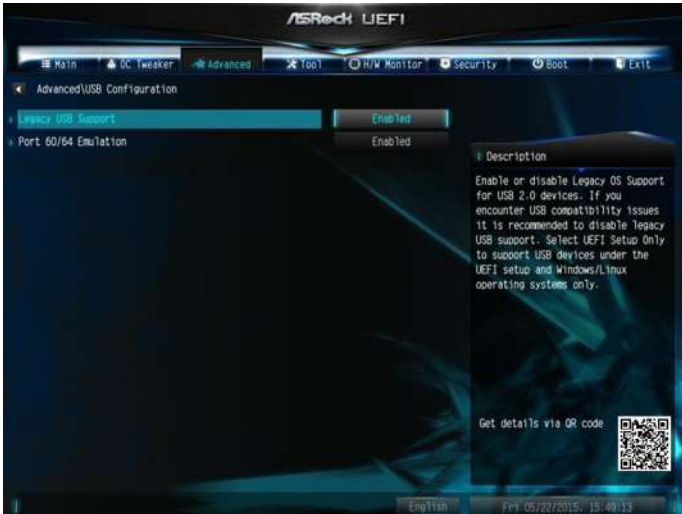 ASRock UEFI
Main OC Tweaker Advanced Tool H/W Monitor Security Boot Exit
Advanced\USB Configuration
Legacy USB Support Enabled
Port 60/64 Emulation Enabled
Description
Enable or disable Legacy OS Support
for USB 2.0 devices. If you
encounter USB compatibility issues
it is recommended to disable legacy
USB support. Select UEFI Setup Only
to support USB devices under the
UEFI setup and Windows/Linux
operating systems only.
Get details via QR code
English Fri 05/22/2015, 15:49:13